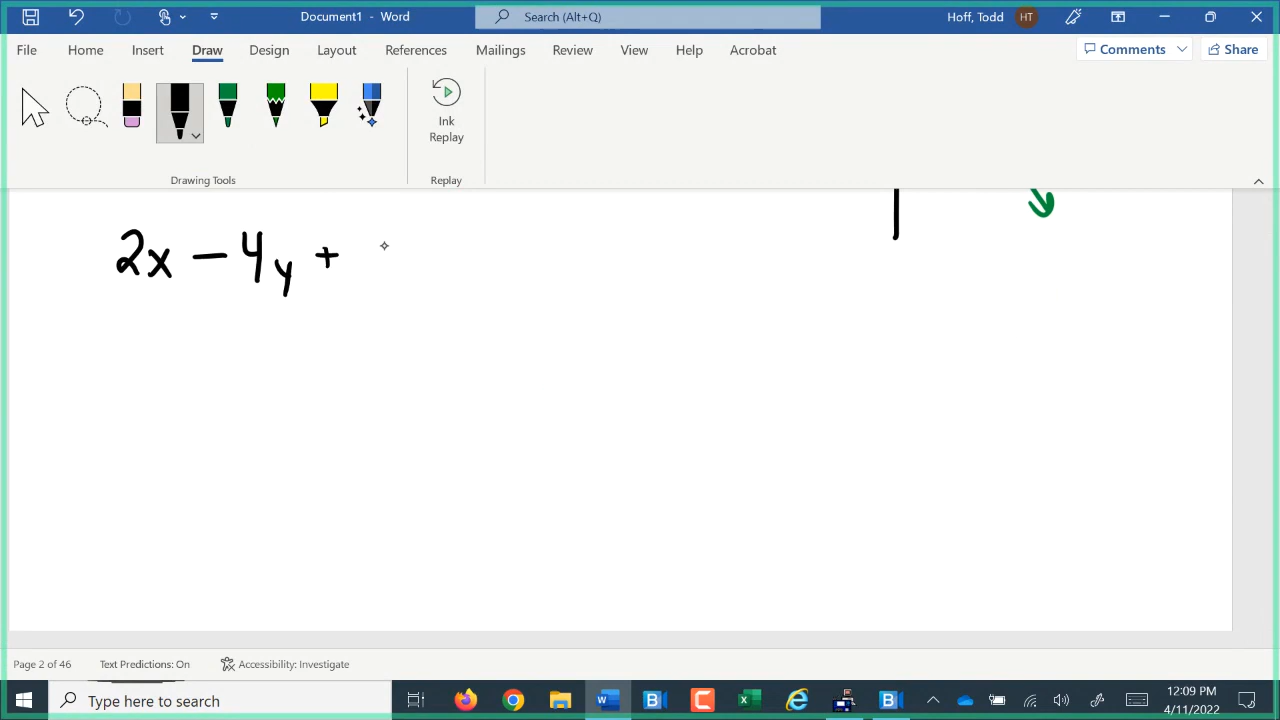 Document1 - Word
Search (Alt+Q)
Hoff, Todd
HT
File Home Insert Draw Design Layout References Mailings Review View Help Acrobat
Comments
Share
Ink
Replay
Drawing Tools
Replay
2x - 4y +
Page 2 of 46
Text Predictions: On
Accessibility: Investigate
Type here to search
12:09 PM
4/11/2022